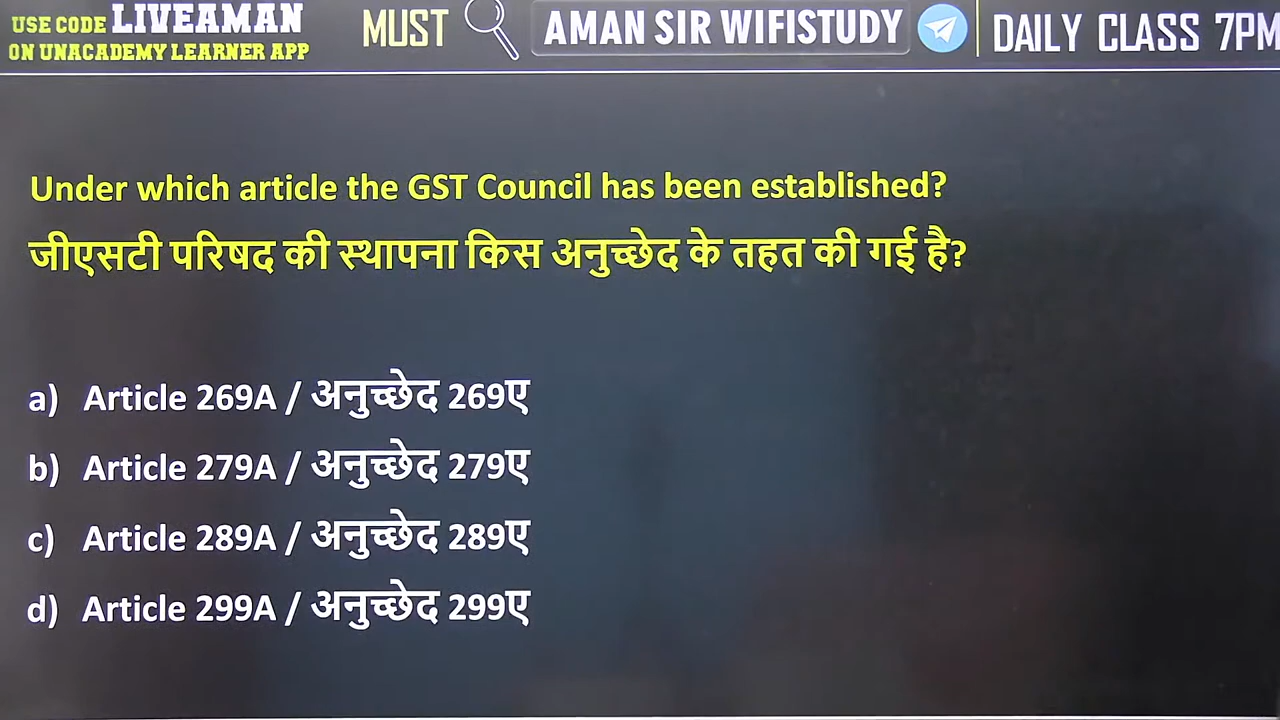 USE CODE LIVEAMAN
ON UNACADEMY LEARNER APP
MUST
AMAN SIR WIFISTUDY
DAILY CLASS 7PM
Under which article the GST Council has been established?
जीएसटी परिषद की स्थापना किस अनुच्छेद के तहत की गई है?
a) Article 269A / अनुच्छेद 269ए
b) Article 279A / अनुच्छेद 279ए
c) Article 289A / अनुच्छेद 289ए
d) Article 299A / अनुच्छेद 299ए